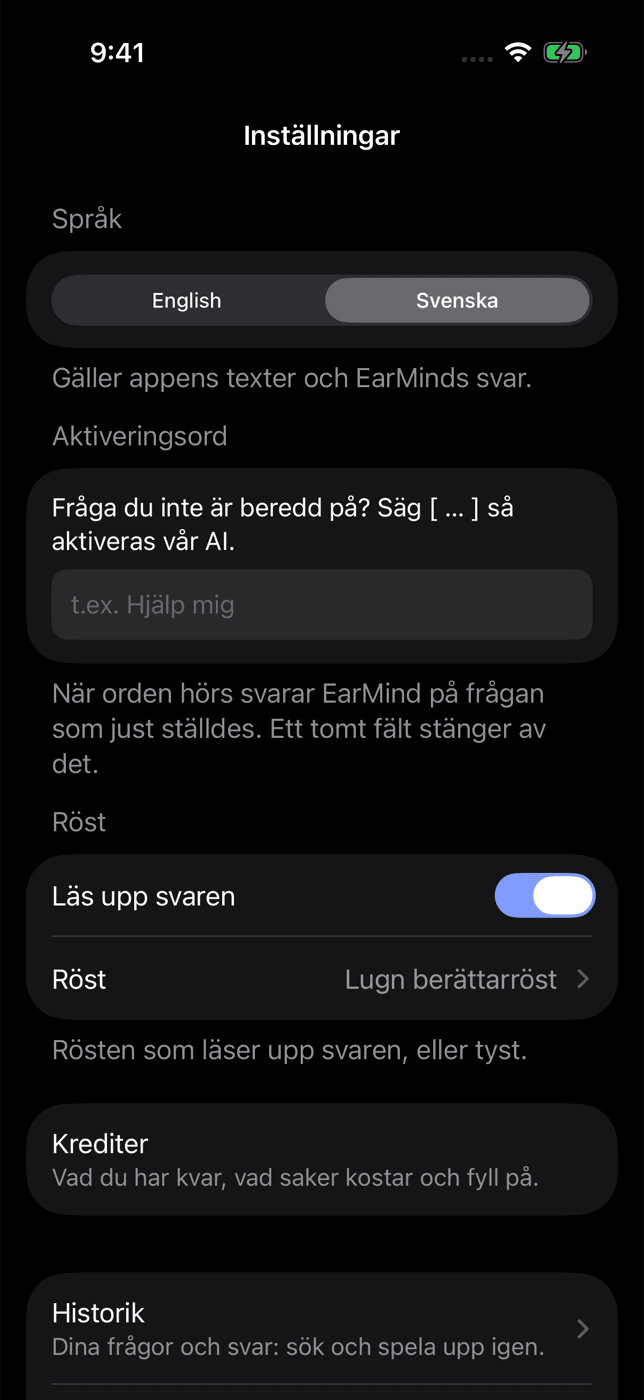 9:41
Inställningar
Språk
English
Svenska
Gäller appens texter och EarMinds svar.
Aktiveringsord
Fråga du inte är beredd på? Säg [ ... ] så
aktiveras vår AI.
t.ex. Hjälp mig
När orden hörs svarar EarMind på frågan
som just ställdes. Ett tomt fält stänger av
det.
Röst
Läs upp svaren
Röst
Lugn berättarröst
Rösten som läser upp svaren, eller tyst.
Krediter
Vad du har kvar, vad saker kostar och fyll på.
Historik
Dina frågor och svar: sök och spela upp igen.